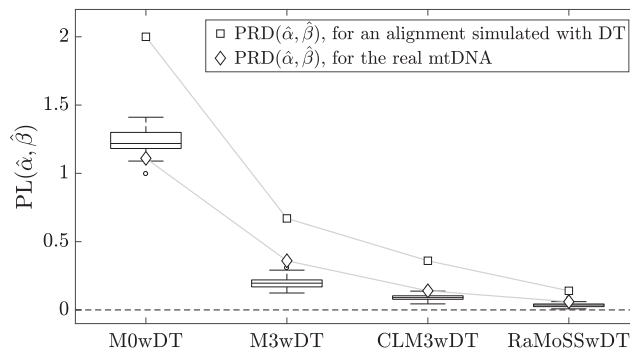 PRD(α̂, β̂), for an alignment simulated with DT
PRD(α̂, β̂), for the real mtDNA
PL(α̂, β̂)
2
1.5
1
0.5
0
M0wDT M3wDT CLM3wDT RaMoSSwDT